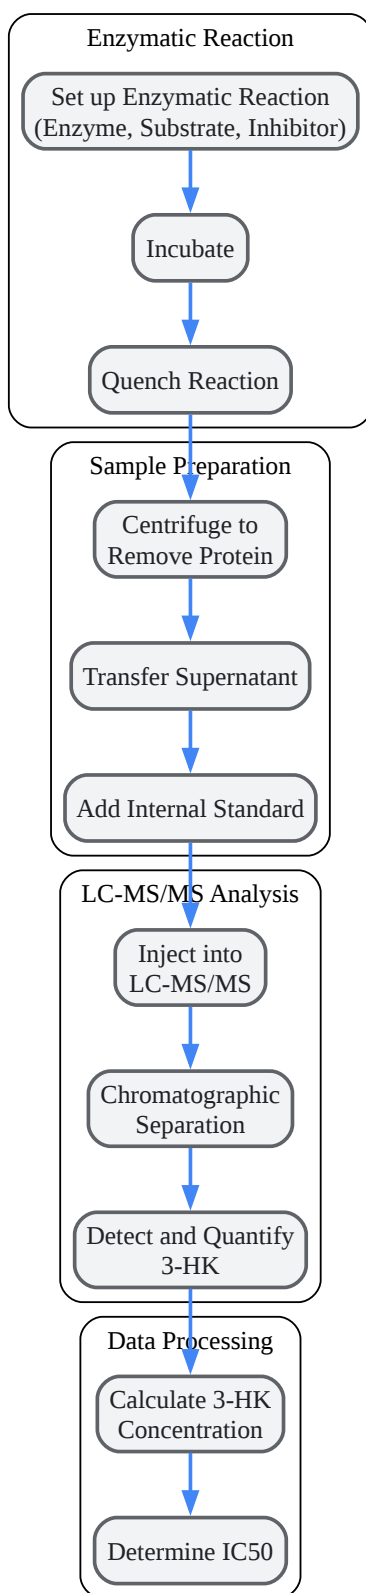 Enzymatic Reaction
Set up Enzymatic Reaction
(Enzyme, Substrate, Inhibitor)
Incubate
Quench Reaction
Sample Preparation
Centrifuge to
Remove Protein
Transfer Supernatant
Add Internal Standard
LC-MS/MS Analysis
Inject into
LC-MS/MS
Chromatographic
Separation
Detect and Quantify
3-HK
Data Processing
Calculate 3-HK
Concentration
Determine IC50